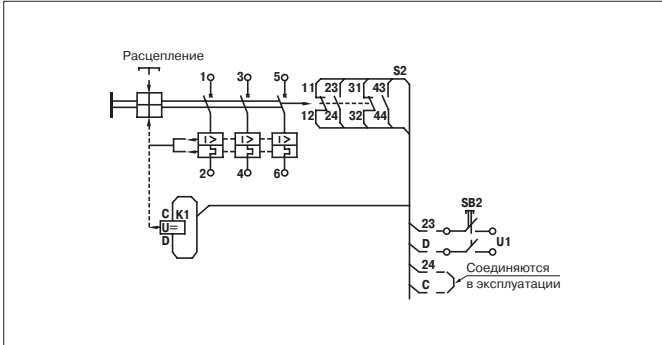 Расцепление
1 3 5
11 23 31 43 S2
12 24 32 44
I> I> I>
2 4 6
C K1
U=
D
SB2
23
D U1
24
C
Соединяются
в эксплуатации